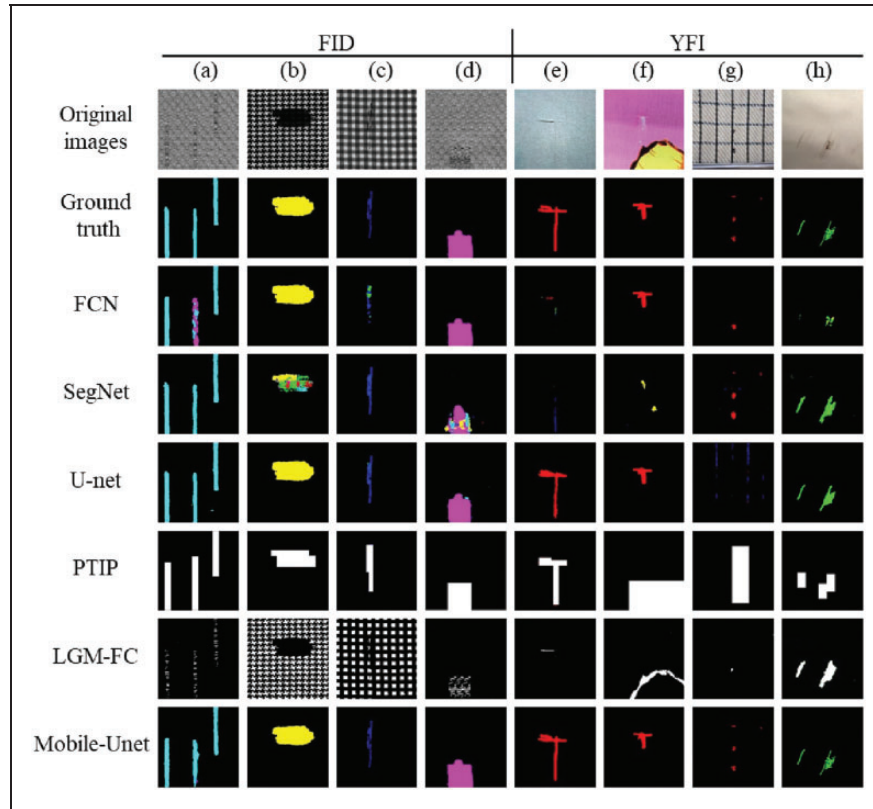 FID YFI
(a) (b) (c) (d) (e) (f) (g) (h)
Original
images
Ground
truth
FCN
SegNet
U-net
PTIP
LGM-FC
Mobile-Unet